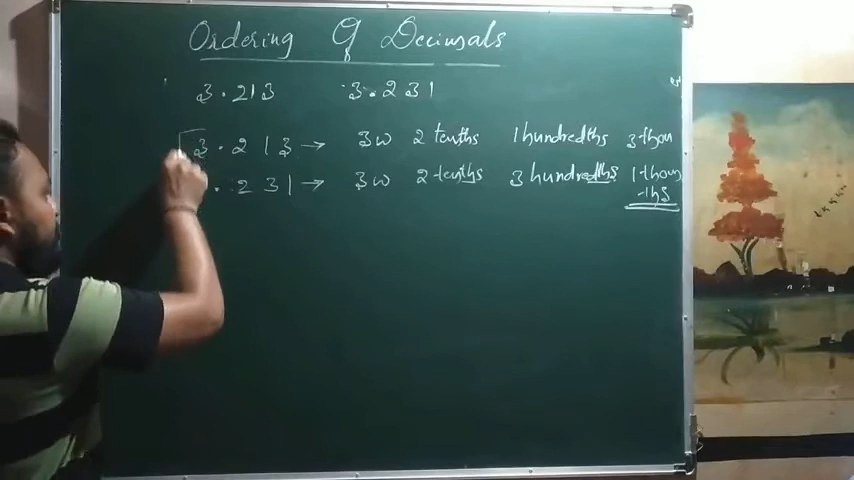 Ordering Of Decimals
3.213 3.231
3.213 → 3w 2 tenths 1 hundredths 3 thou
.231 → 3w 2 tenths 3 hundredths 1 thou
-ths